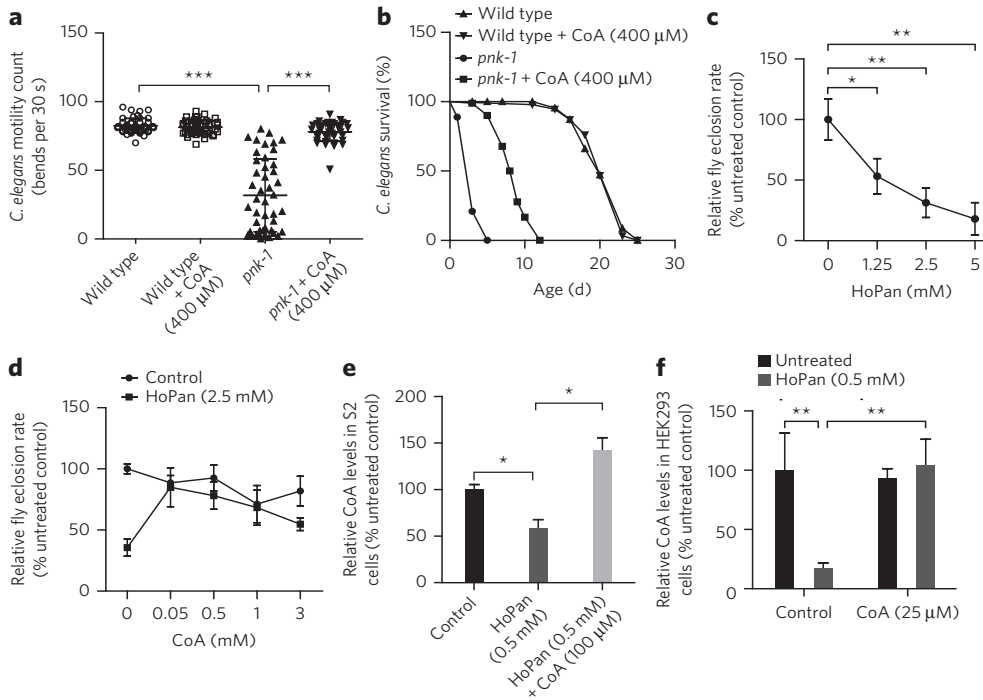 a
C. elegans motility count
(bends per 30 s)
150
100
50
0
***
***
Wild type
Wild type
+ CoA
(400 μM)
pnk-1
pnk-1 + CoA
(400 μM)
b
Wild type
Wild type + CoA (400 μM)
pnk-1
pnk-1 + CoA (400 μM)
C. elegans survival (%)
150
100
50
0
0
10
20
30
Age (d)
c
Relative fly eclosion rate
(% untreated control)
150
100
50
0
**
**
*
0
1.25
2.5
5
HoPan (mM)
d
Control
HoPan (2.5 mM)
Relative fly eclosion rate
(% untreated control)
150
100
50
0
0
0.05
0.5
1
3
CoA (mM)
e
Relative CoA levels in S2
cells (% untreated control)
200
150
100
50
0
*
*
Control
HoPan
(0.5 mM)
HoPan (0.5 mM)
+ CoA (100 μM)
f
Untreated
HoPan (0.5 mM)
Relative CoA levels in HEK293
cells (% untreated control)
150
100
50
0
**
**
Control
CoA (25 μM)